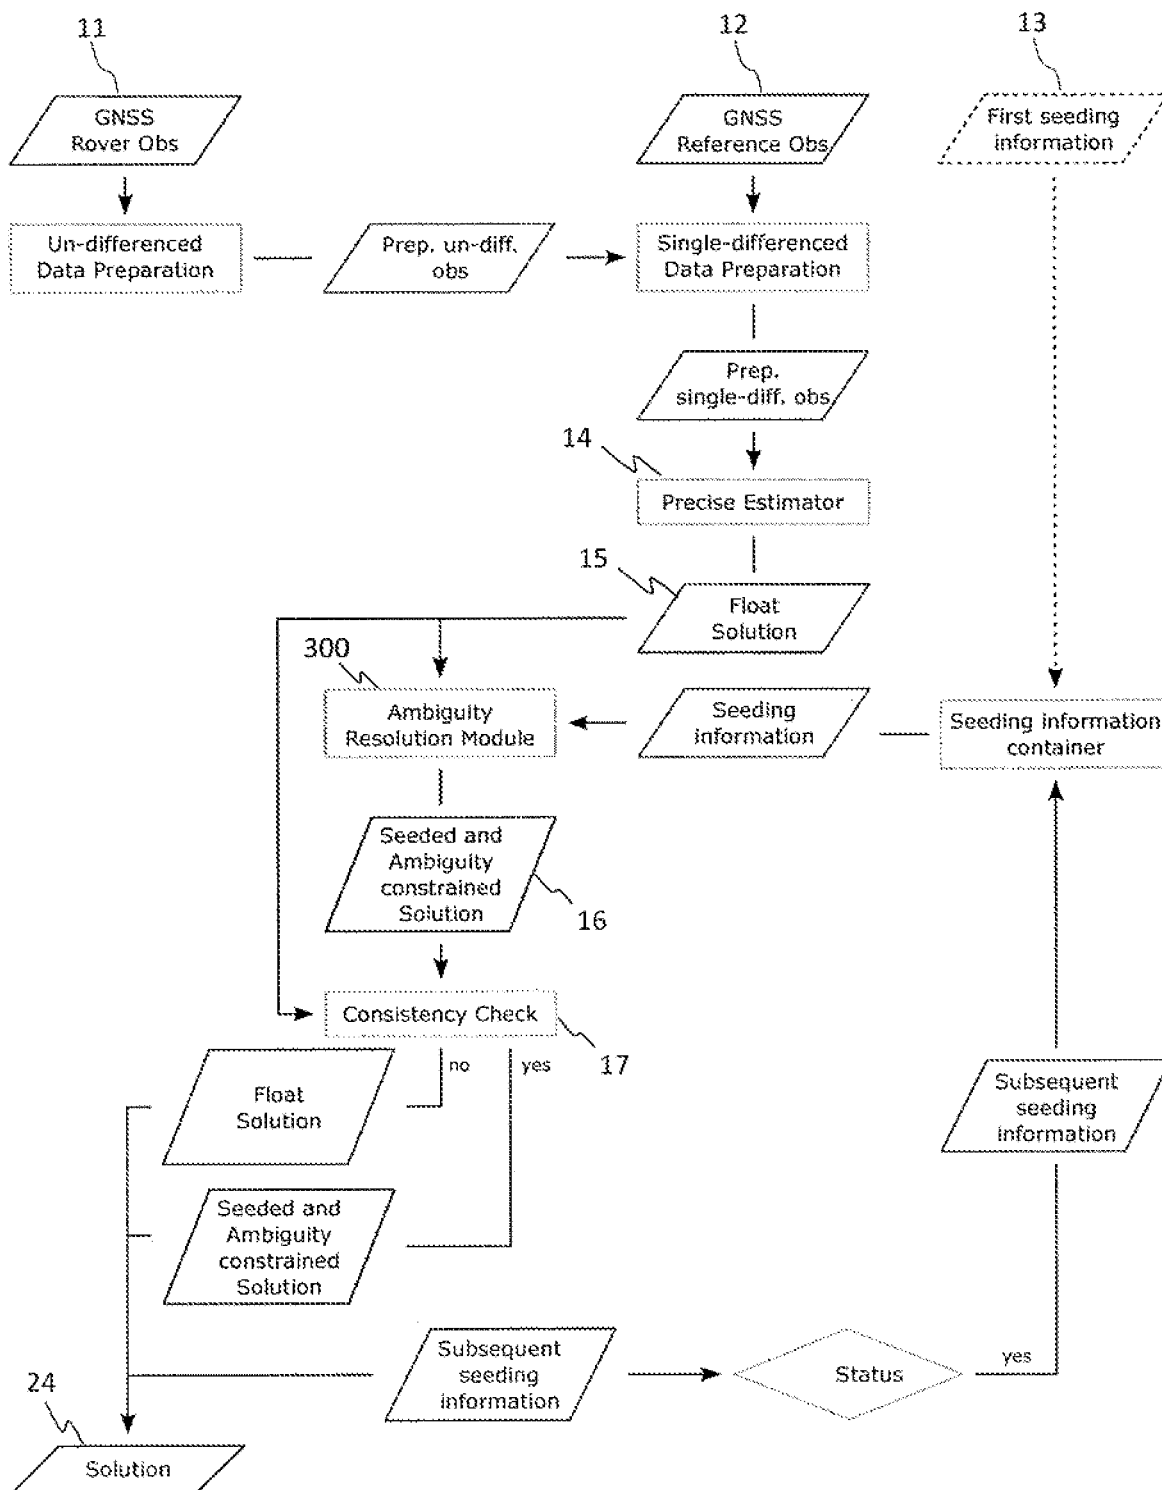 11
12
13
GNSS
Rover Obs
GNSS
Reference Obs
First seeding
information
Un-differenced
Data Preparation
Prep. un-diff.
obs
Single-differenced
Data Preparation
Prep.
single-diff. obs
14
Precise Estimator
15
Float
Solution
300
Ambiguity
Resolution Module
Seeding
information
Seeding information
container
Seeded and
Ambiguity
constrained
Solution
16
Consistency Check
17
no
yes
Float
Solution
Subsequent
seeding
information
Seeded and
Ambiguity
constrained
Solution
Subsequent
seeding
information
Status
yes
24
Solution